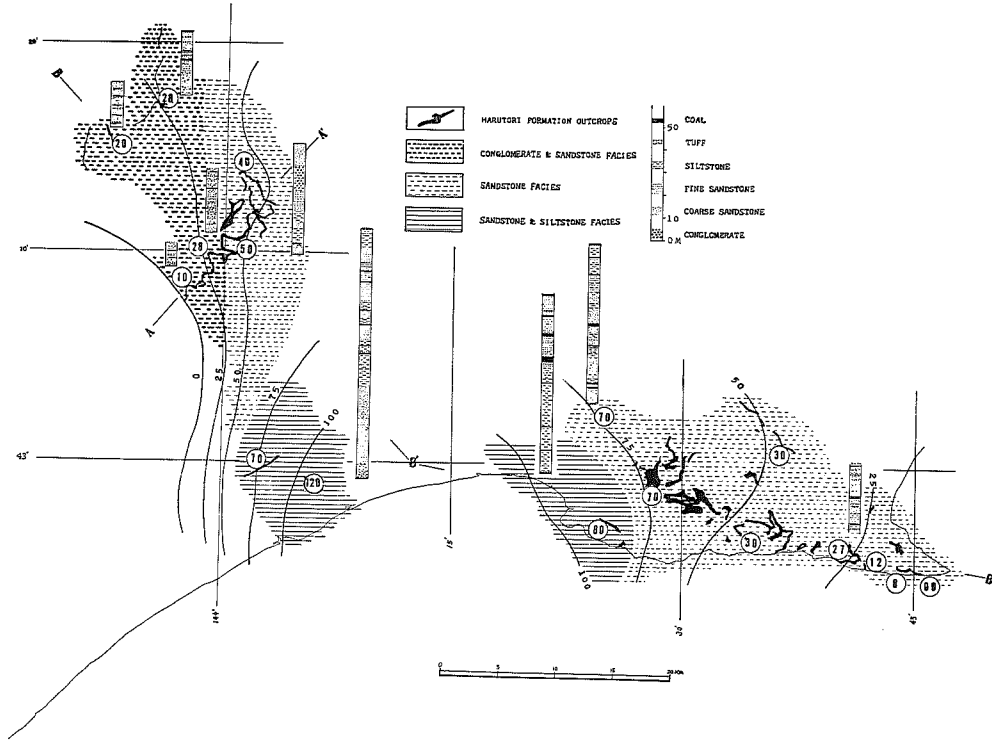 20'
B
28
20
40
K
28
50
10'
10
A
0
25
50
75
100
HARUTORI FORMATION OUTCROPS
CONGLOMERATE & SANDSTONE FACIES
SANDSTONE FACIES
SANDSTONE & SILTSTONE FACIES
50
10
0 M
COAL
TUFF
SILTSTONE
FINE SANDSTONE
COARSE SANDSTONE
CONGLOMERATE
43°
70
120
144°
15'
70
75
70
80
100
50
30
30
30'
25
27
12
8
45'
0 5 10 15 20 KM